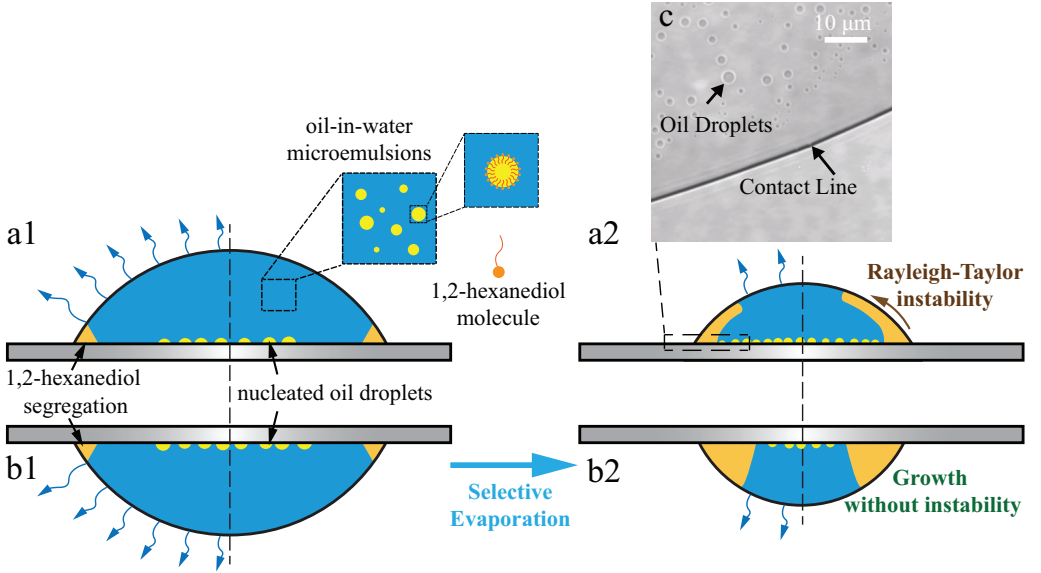 c
10 μm
Oil Droplets
Contact Line
oil-in-water
microemulsions
a1
1,2-hexanediol
molecule
a2
Rayleigh-Taylor
instability
1,2-hexanediol
segregation
nucleated oil droplets
b1
Selective
Evaporation
b2
Growth
without instability